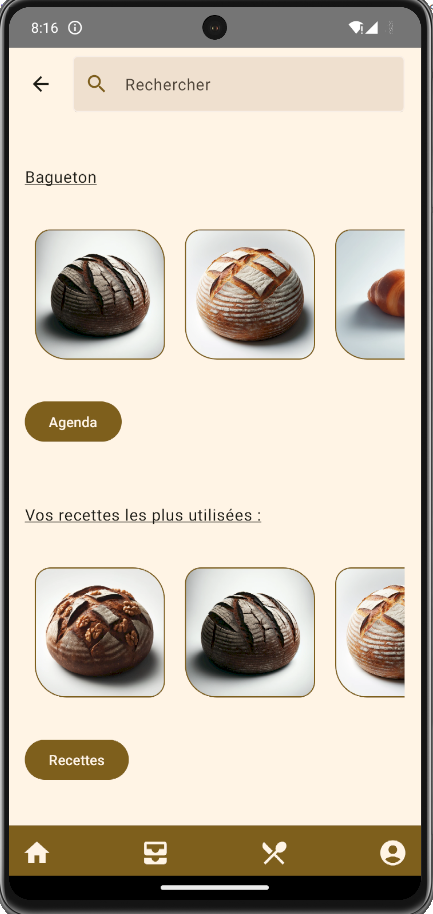 8:16
Rechercher
Bagueton
Agenda
Vos recettes les plus utilisées :
Recettes